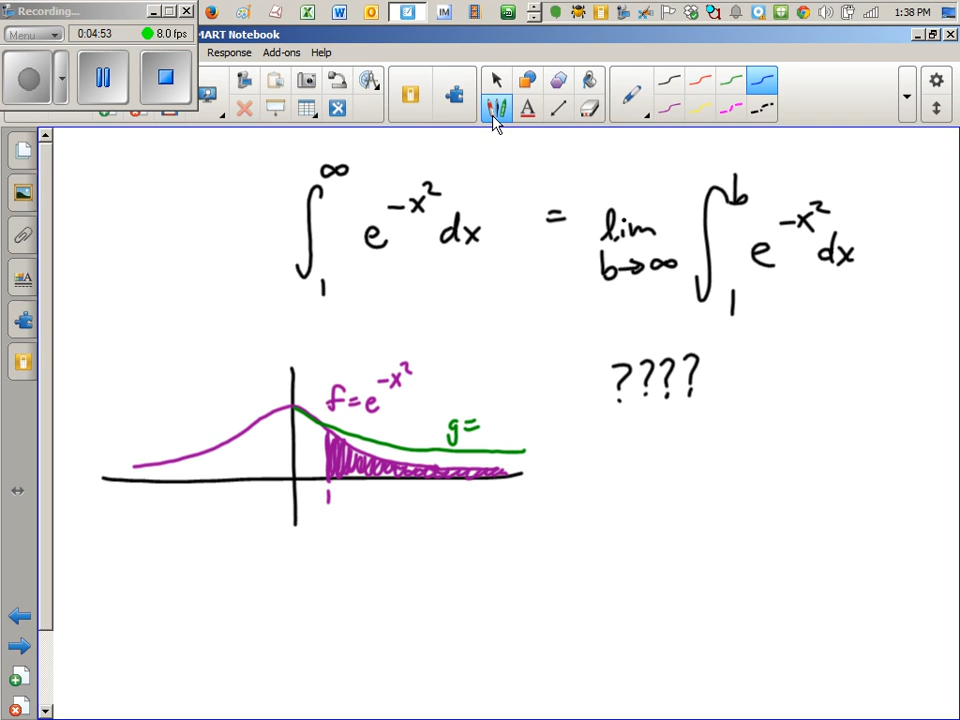 Recording...
Menu 0:04:53 8.0 fps
1:38 PM
MART Notebook
Response Add-ons Help
∫₁^∞ e^{-x²} dx = lim_{b→∞} ∫₁^b e^{-x²} dx
????
f=e^{-x²}
g=
1